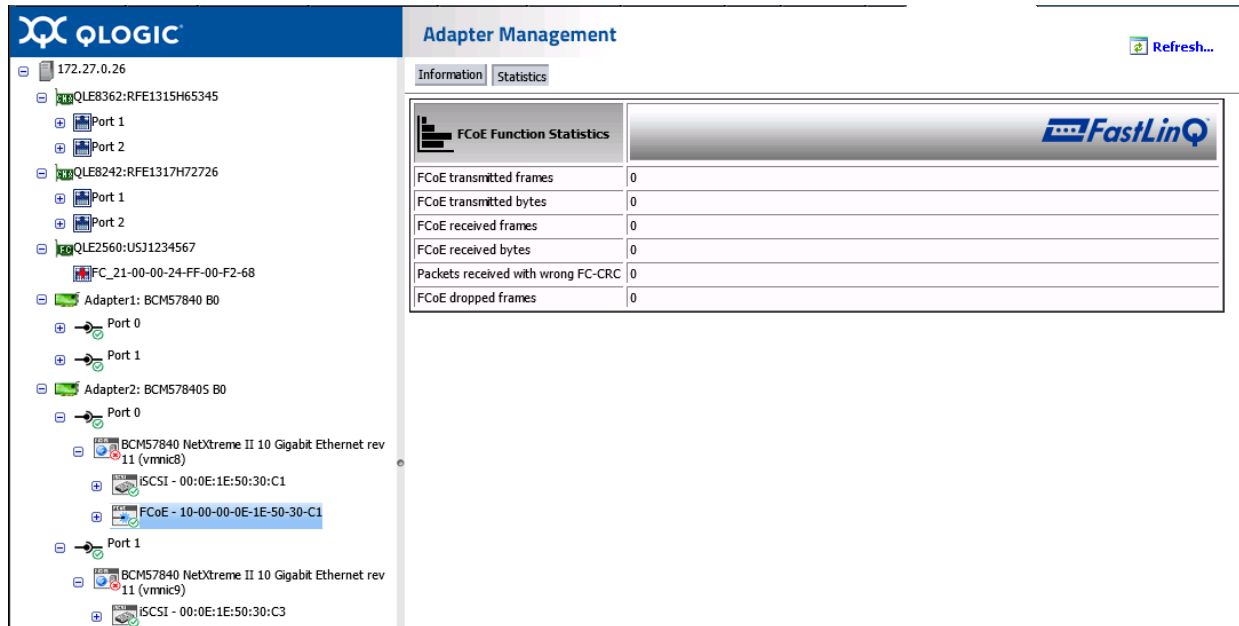 QLOGIC
172.27.0.26
QLE8362:RFE1315H65345
Port 1
Port 2
QLE8242:RFE1317H72726
Port 1
Port 2
QLE2560:USJ1234567
FC_21-00-00-24-FF-00-F2-68
Adapter1: BCM57840 B0
Port 0
Port 1
Adapter2: BCM57840S B0
Port 0
BCM57840 NetXtreme II 10 Gigabit Ethernet rev
11 (vmnic8)
iSCSI - 00:0E:1E:50:30:C1
FCoE - 10-00-00-0E-1E-50-30-C1
Port 1
BCM57840 NetXtreme II 10 Gigabit Ethernet rev
11 (vmnic9)
iSCSI - 00:0E:1E:50:30:C3
Adapter Management
Refresh...
Information Statistics
FCoE Function Statistics FastLinQ
FCoE transmitted frames 0
FCoE transmitted bytes 0
FCoE received frames 0
FCoE received bytes 0
Packets received with wrong FC-CRC 0
FCoE dropped frames 0